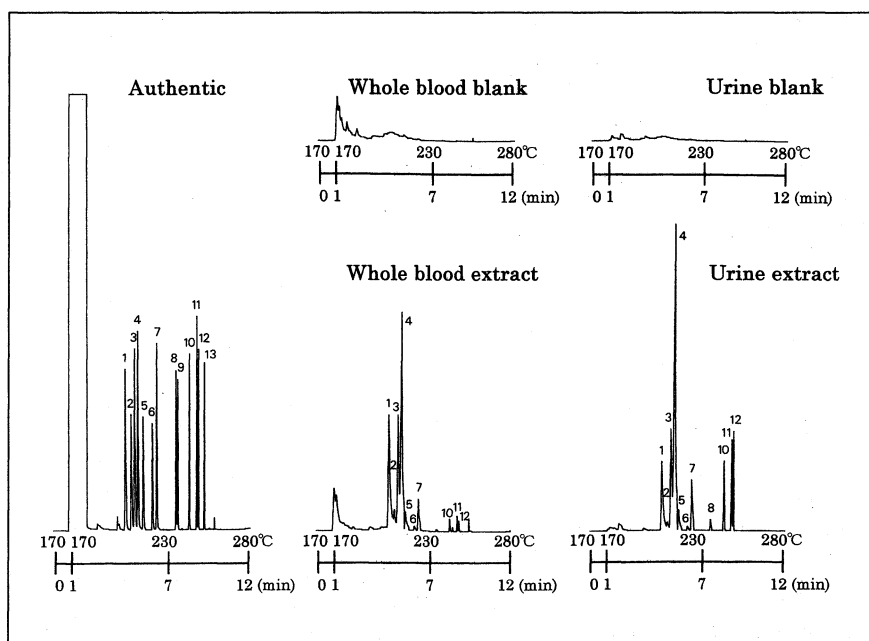 Authentic
Whole blood blank
Urine blank
170 170 230 280℃
0 1 7 12 (min)
170 170 230 280℃
0 1 7 12 (min)
Whole blood extract
Urine extract
1 2 3 4 5 6 7 8 9 10 11 12 13
170 170 230 280℃
0 1 7 12 (min)
1 2 3 4 5 6 7 10 11 12
170 170 230 280℃
0 1 7 12 (min)
1 2 3 4 5 6 7 8 10 11 12
170 170 230 280℃
0 1 7 12 (min)